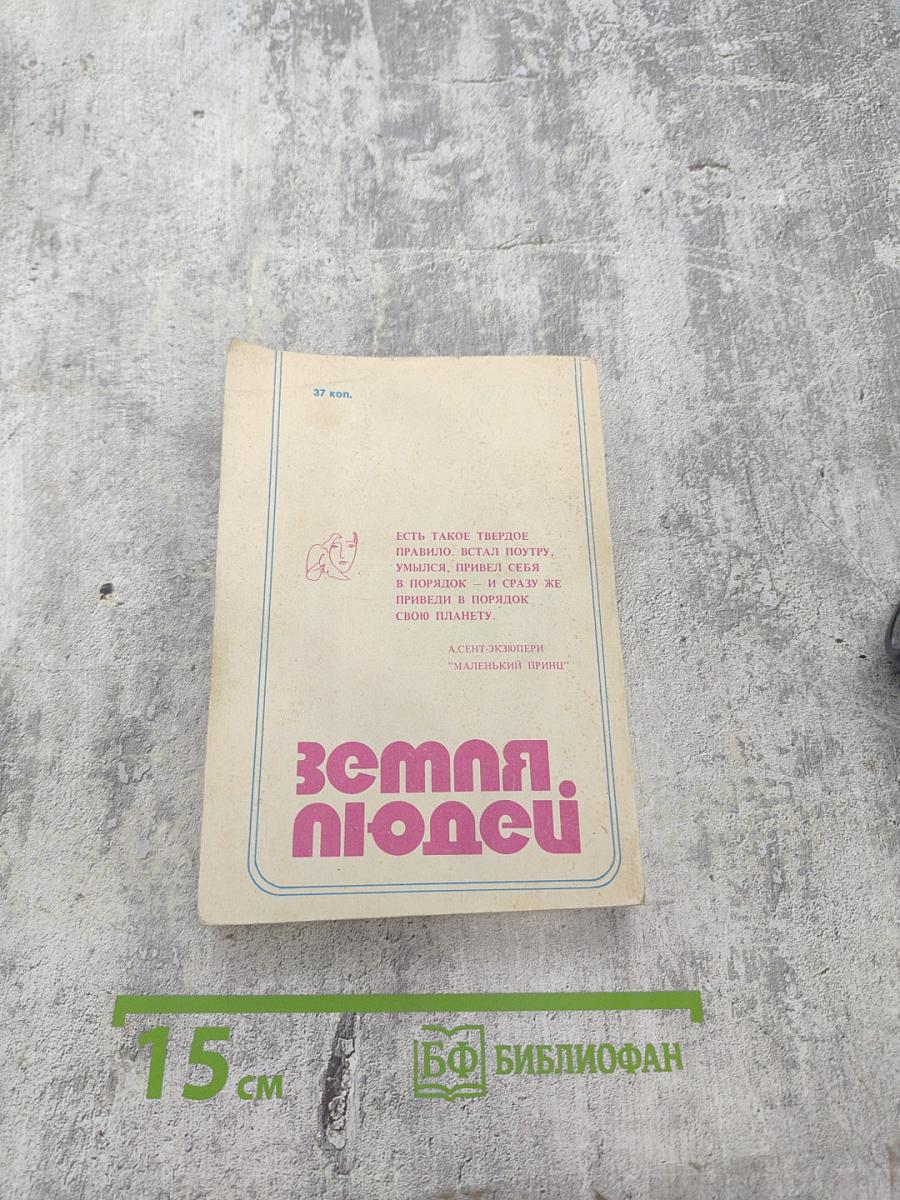 37 коп.
ЕСТЬ ТАКОЕ ТВЕРДОЕ
ПРАВИЛО. ВСТАЛ ПОУТРУ,
УМЫЛСЯ, ПРИВЕЛ СЕБЯ
В ПОРЯДОК — И СРАЗУ ЖЕ
ПРИВЕДИ В ПОРЯДОК
СВОЮ ПЛАНЕТУ.
А.СЕНТ-ЭКЗЮПЕРИ
"МАЛЕНЬКИЙ ПРИНЦ"
земля
людей
15 см
БФ БИБЛИОФАН